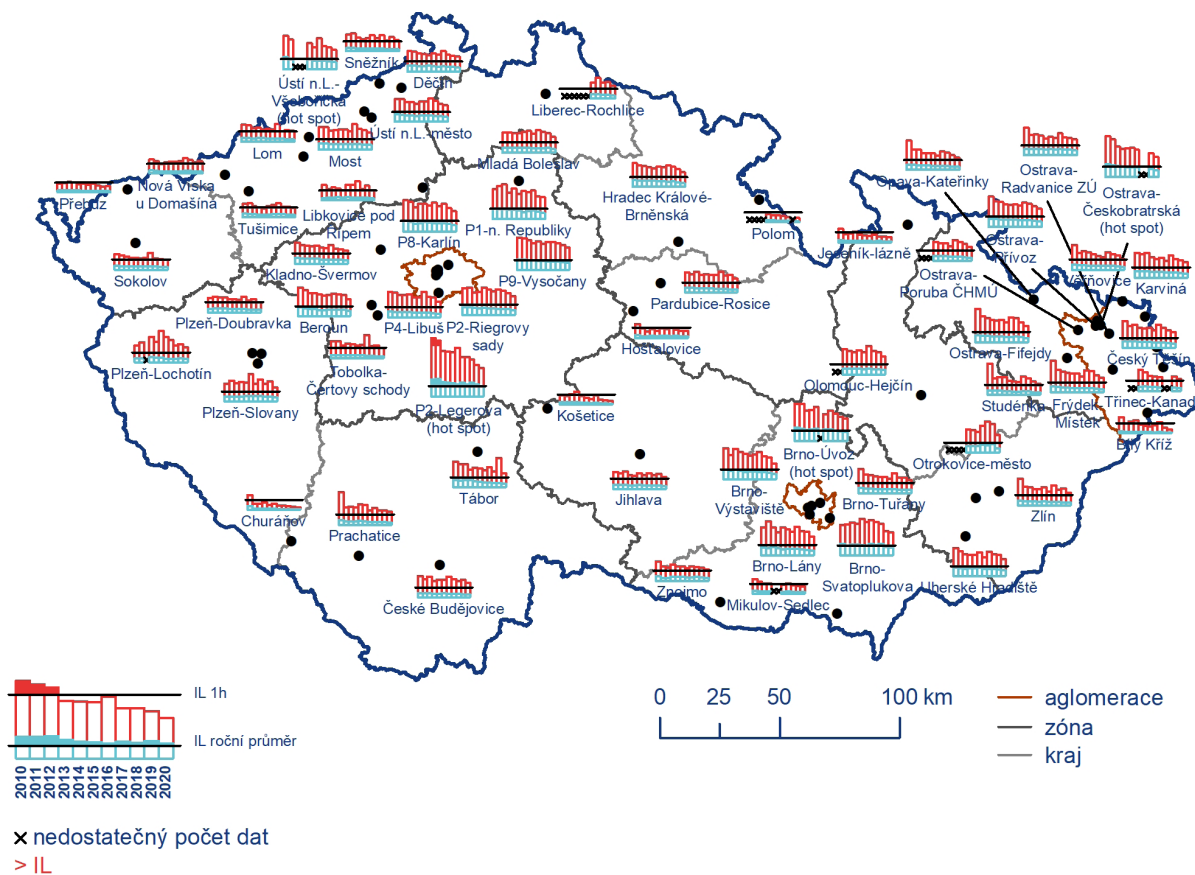 Sněžník
Děčín
Ústí n.L.-
Všebořická
(hot spot)
Liberec-Rochlice
Ústí n.L.-město
Lom
Most
Mladá Boleslav
Opava-Kateřinky
Ostrava-
Radvanice ZÚ
Ostrava-
Českobratrská
(hot spot)
Přebuz
Nová Víska
u Domašína
Tušimice
Libkovice pod
Řípem
P8-Karlín
P1-n. Republiky
Hradec Králové-
Brněnská
Polom
Jeseník-lázně
Ostrava-
Přívoz
Ostrava-
Poruba ČHMÚ
Věřňovice
Karviná
Sokolov
Kladno-Švermov
P9-Vysočany
Pardubice-Rosice
Plzeň-Doubravka
Beroun
P4-Libuš
P2-Riegrovy
sady
Hošťalovice
Ostrava-Fifejdy
Český Těšín
Plzeň-Lochotín
Tobolka-
Čertovy schody
Olomouc-Hejčín
Studénka
Frýdek-
Místek
Třinec-Kanada
Plzeň-Slovany
P2-Legerova
(hot spot)
Košetice
Bílý Kříž
Brno-Úvoz
(hot spot)
Otrokovice-město
Tábor
Jihlava
Brno-
Výstaviště
Brno-Tuřany
Zlín
Churáňov
Prachatice
Brno-Lány
Brno-
Svatoplukova
Uherské Hradiště
České Budějovice
Znojmo
Mikulov-Sedlec
IL 1h
IL roční průměr
2010
2011
2012
2013
2014
2015
2016
2017
2018
2019
2020
0 25 50 100 km
aglomerace
zóna
kraj
nedostatečný počet dat
> IL